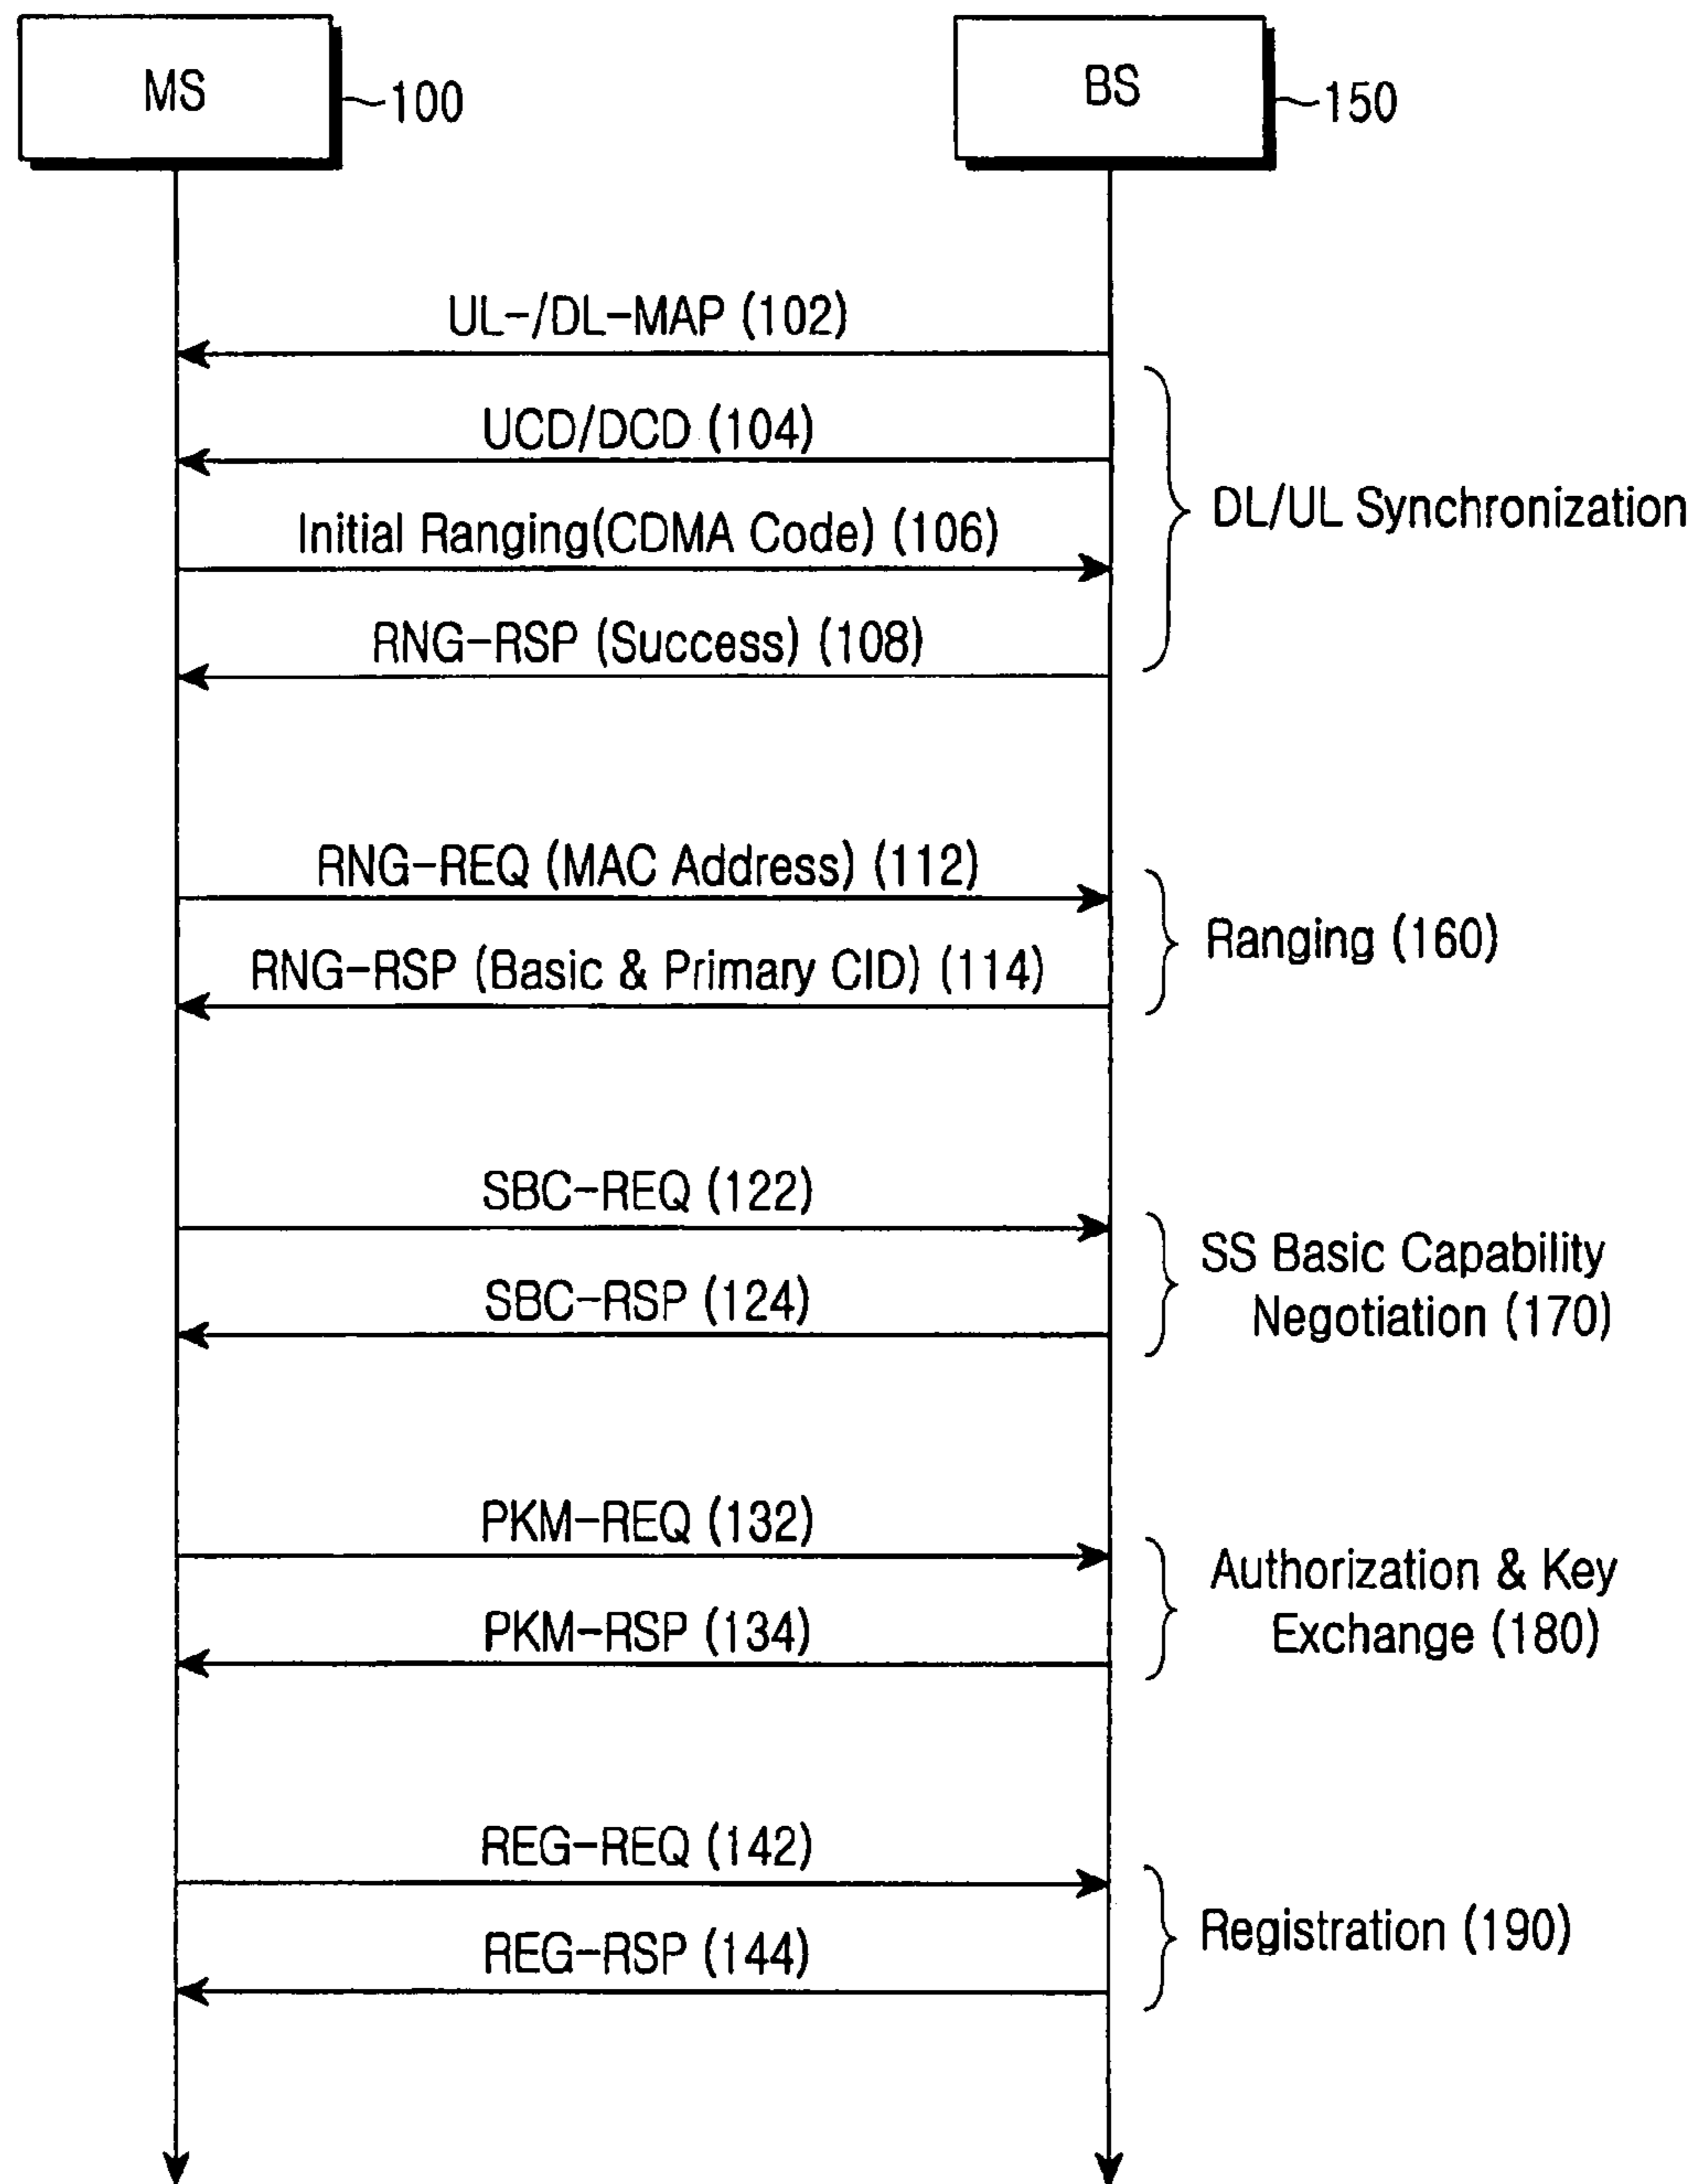 MS
100
BS
150
UL-/DL-MAP (102)
UCD/DCD (104)
Initial Ranging(CDMA Code) (106)
RNG-RSP (Success) (108)
DL/UL Synchronization
RNG-REQ (MAC Address) (112)
RNG-RSP (Basic & Primary CID) (114)
Ranging (160)
SBC-REQ (122)
SBC-RSP (124)
SS Basic Capability
Negotiation (170)
PKM-REQ (132)
PKM-RSP (134)
Authorization & Key
Exchange (180)
REG-REQ (142)
REG-RSP (144)
Registration (190)